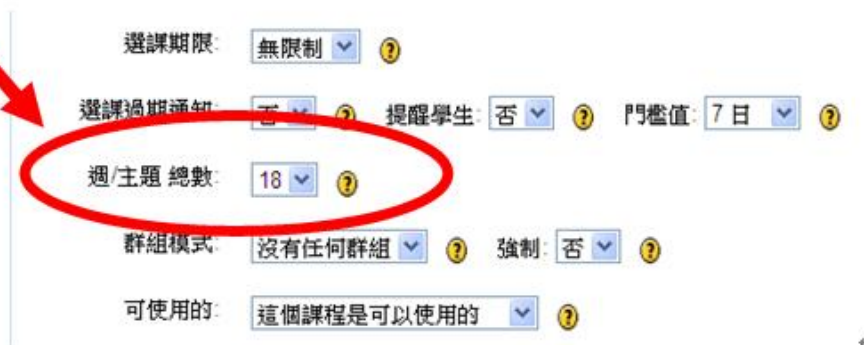 選課期限: 無限制 ?
選課過期通知: 否 ? 提醒學生: 否 ? 門檻值: 7 日 ?
週/主題 總數: 18 ?
群組模式: 沒有任何群組 ? 強制: 否 ?
可使用的: 這個課程是可以使用的 ?